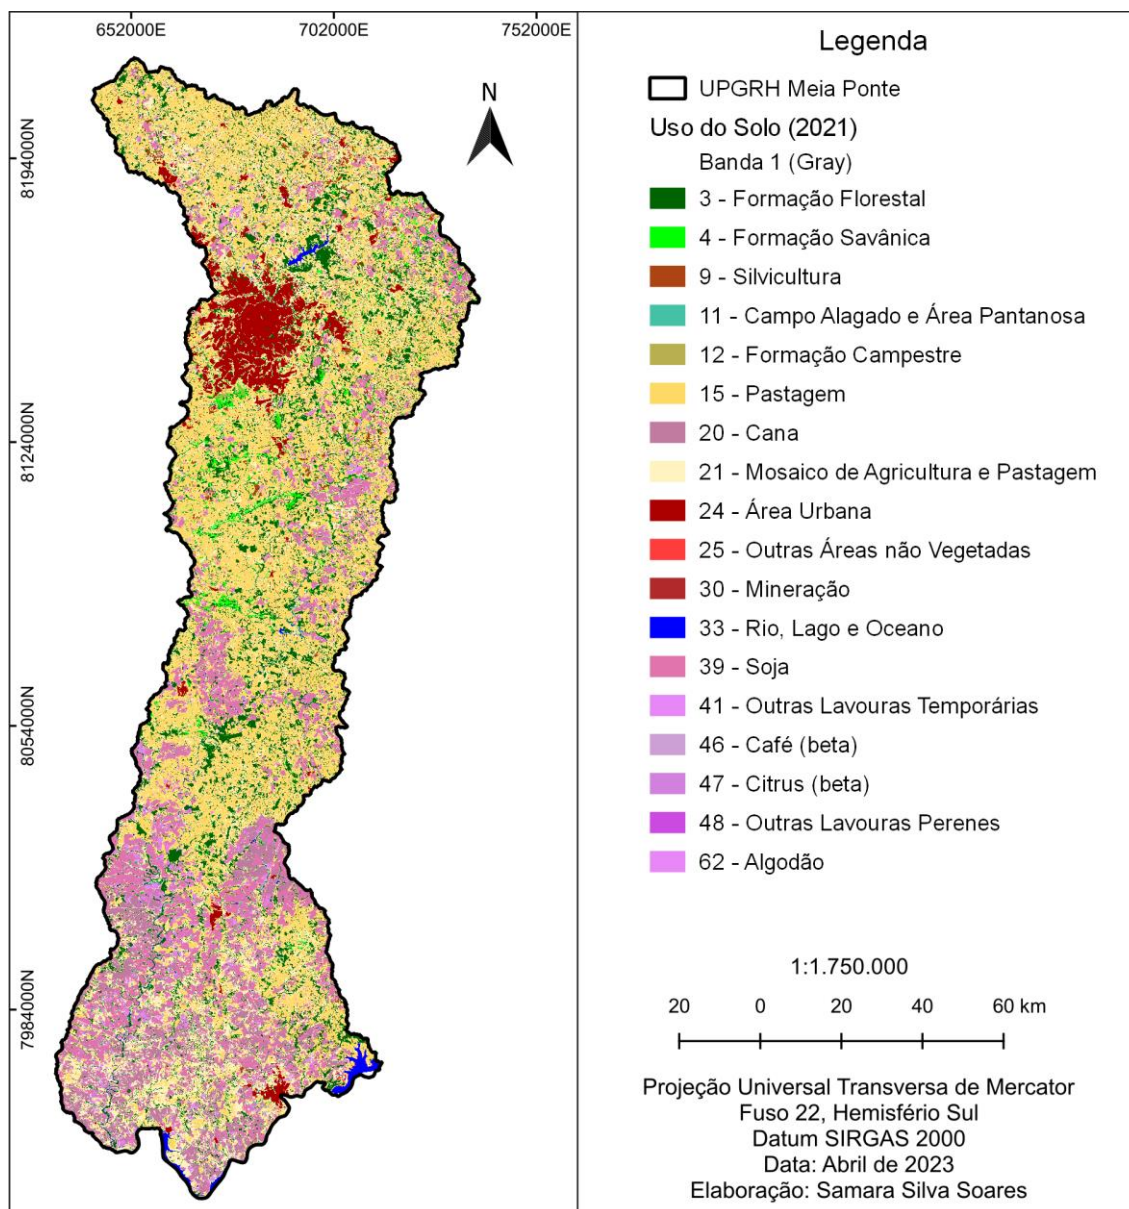 652000E
702000E
752000E
8194000N
8124000N
8054000N
7984000N
N
Legenda
UPGRH Meia Ponte
Uso do Solo (2021)
Banda 1 (Gray)
3 - Formação Florestal
4 - Formação Savânica
9 - Silvicultura
11 - Campo Alagado e Área Pantanosa
12 - Formação Campestre
15 - Pastagem
20 - Cana
21 - Mosaico de Agricultura e Pastagem
24 - Área Urbana
25 - Outras Áreas não Vegetadas
30 - Mineração
33 - Rio, Lago e Oceano
39 - Soja
41 - Outras Lavouras Temporárias
46 - Café (beta)
47 - Citrus (beta)
48 - Outras Lavouras Perenes
62 - Algodão
1:1.750.000
20 0 20 40 60 km
Projeção Universal Transversa de Mercator
Fuso 22, Hemisfério Sul
Datum SIRGAS 2000
Data: Abril de 2023
Elaboração: Samara Silva Soares